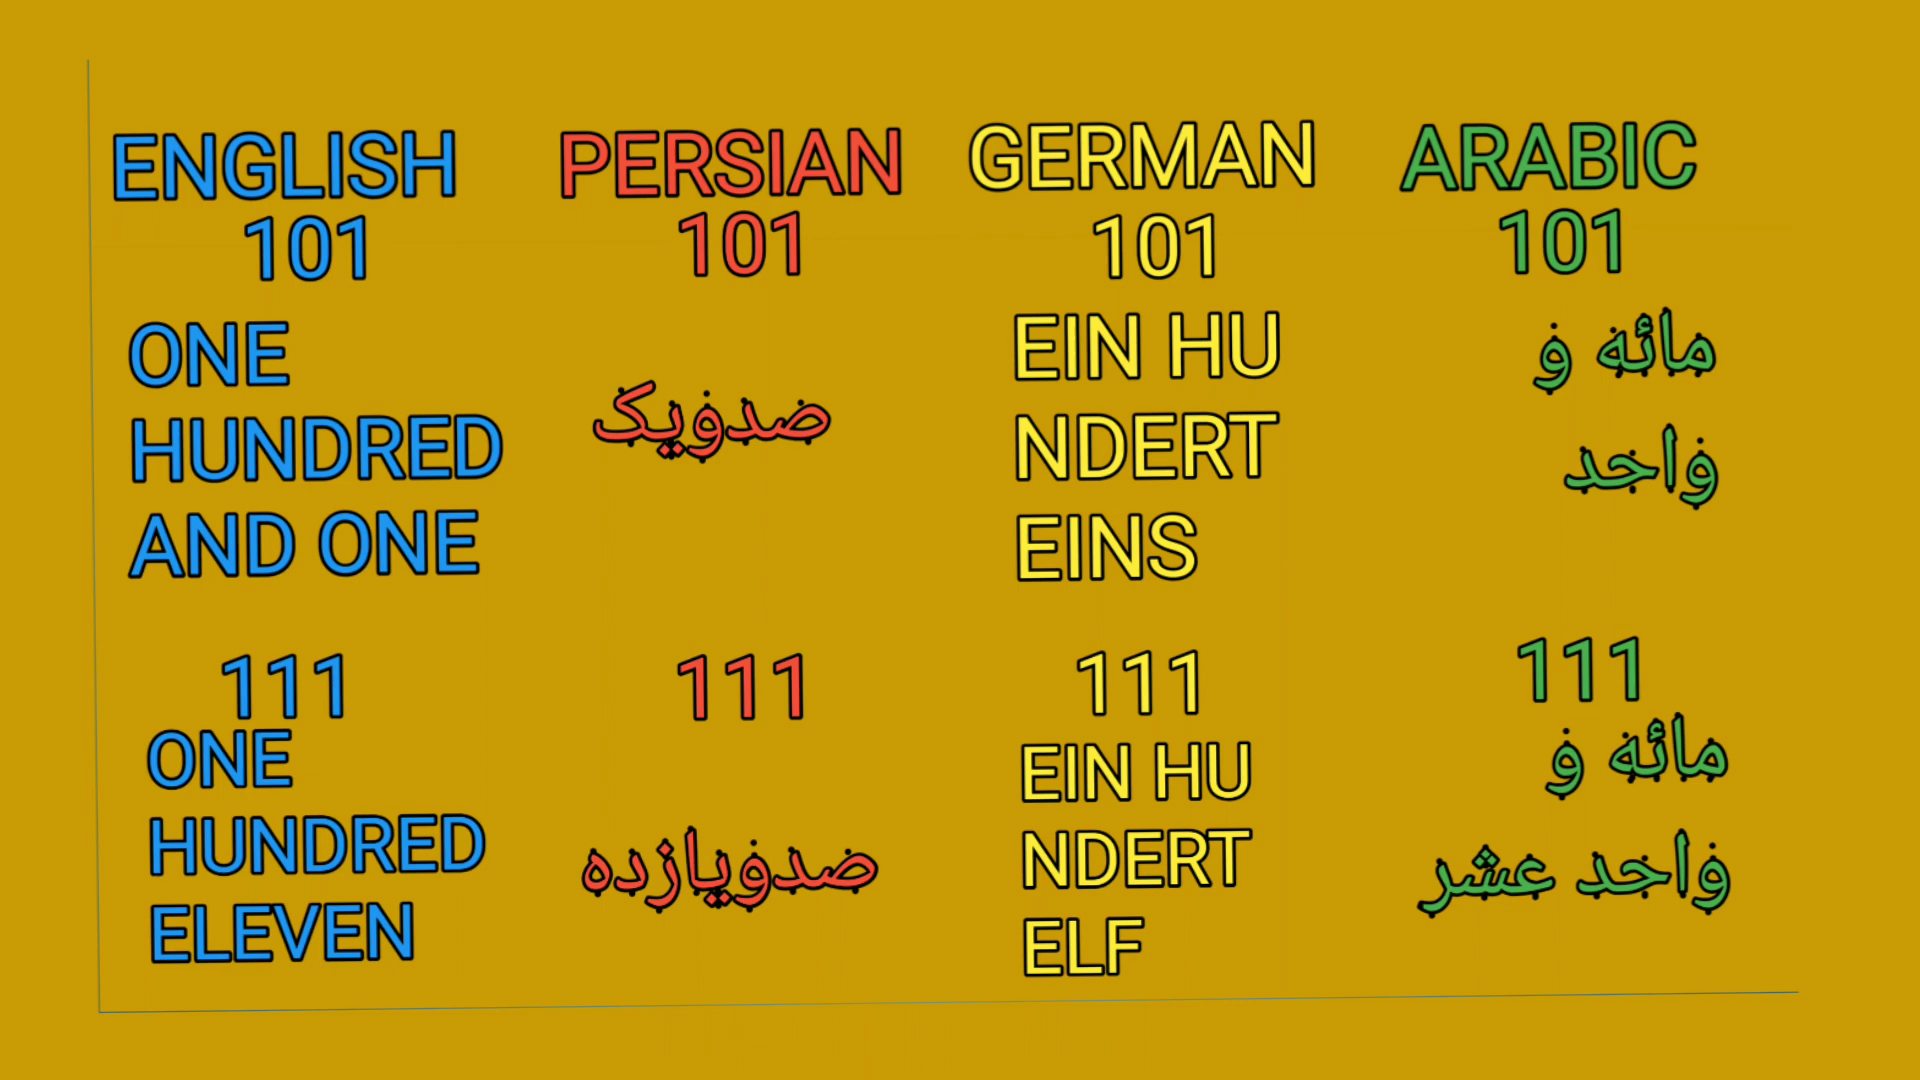 ENGLISH
101
ONE
HUNDRED
AND ONE
111
ONE
HUNDRED
ELEVEN
PERSIAN
101
صدویک
111
صدویازده
GERMAN
101
EIN HU
NDERT
EINS
111
EIN HU
NDERT
ELF
ARABIC
101
مائه و
واحد
111
مائه و
واحد عشر